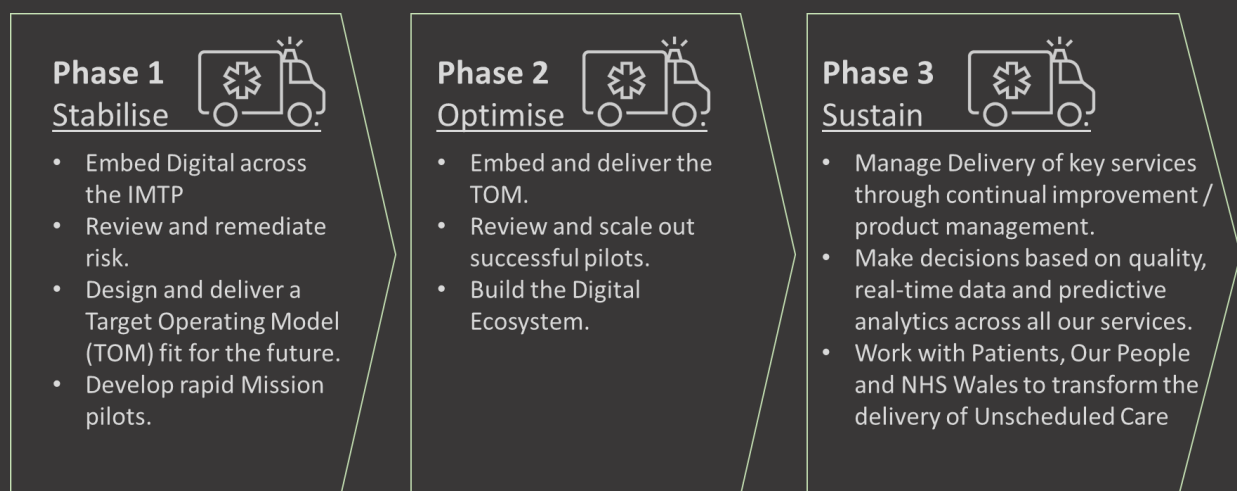 Phase 1
Stabilise
• Embed Digital across
the IMTP
• Review and remediate
risk.
• Design and deliver a
Target Operating Model
(TOM) fit for the future.
• Develop rapid Mission
pilots.
Phase 2
Optimise
• Embed and deliver the
TOM.
• Review and scale out
successful pilots.
• Build the Digital
Ecosystem.
Phase 3
Sustain
• Manage Delivery of key services
through continual improvement /
product management.
• Make decisions based on quality,
real-time data and predictive
analytics across all our services.
• Work with Patients, Our People
and NHS Wales to transform the
delivery of Unscheduled Care